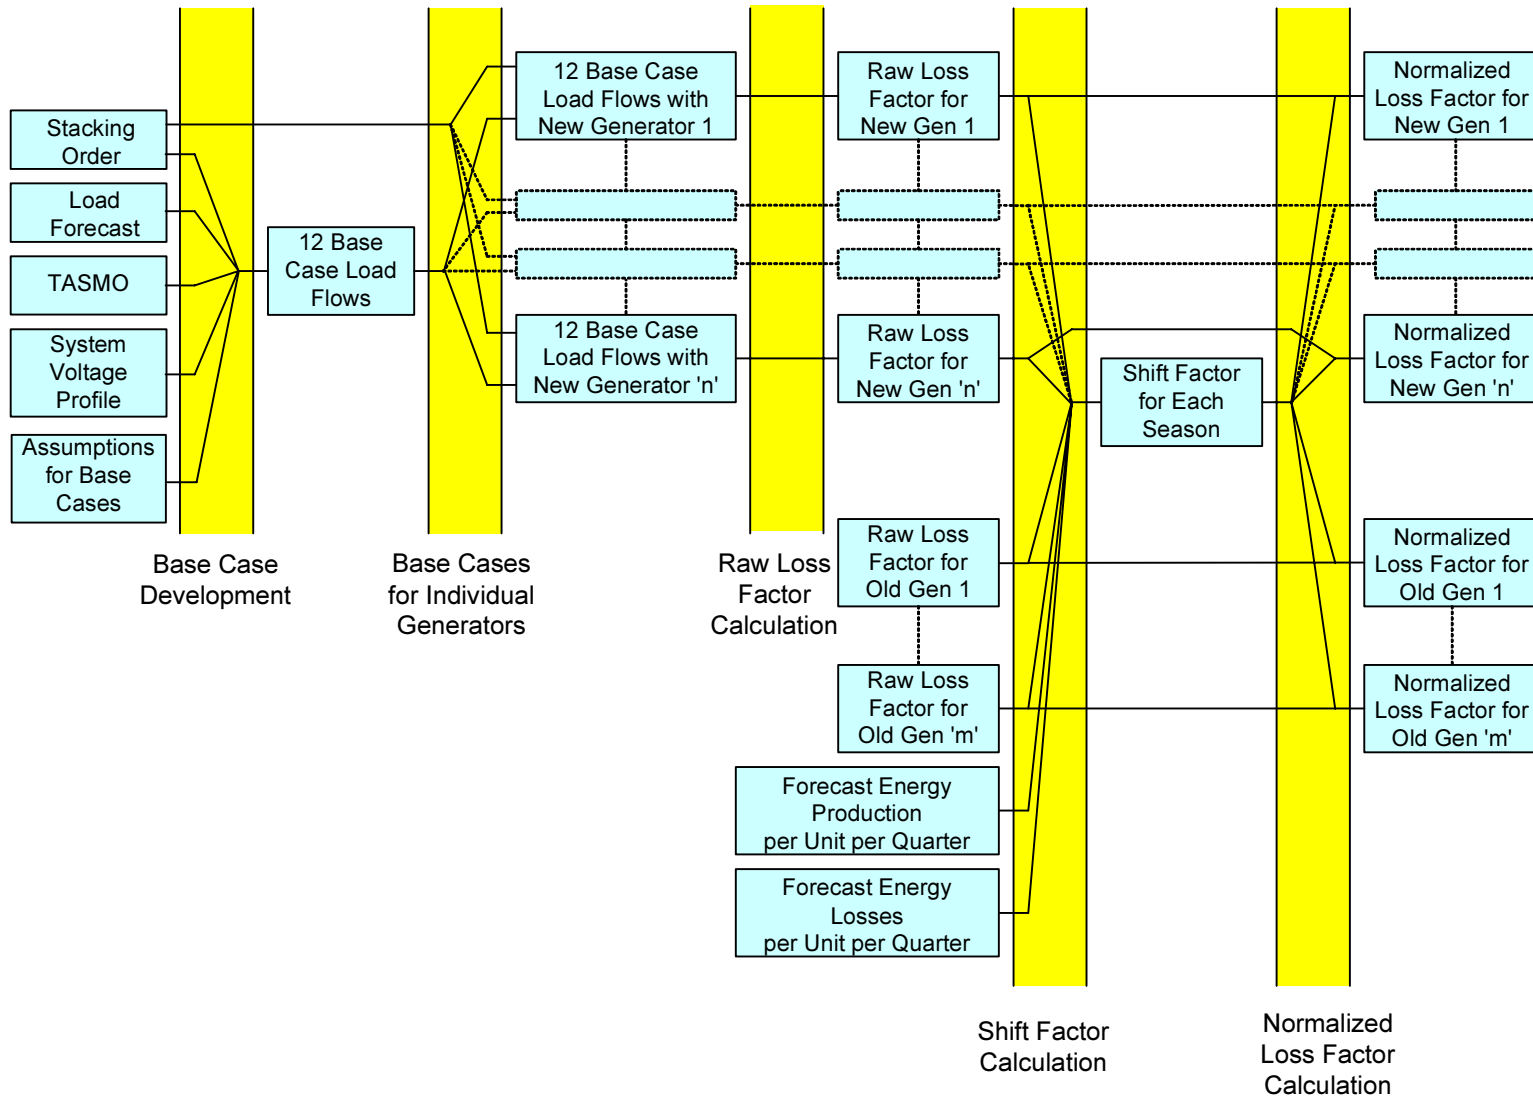 Stacking
Order
Load
Forecast
TASMO
System
Voltage
Profile
Assumptions
for Base
Cases
Base Case
Development
12 Base
Case Load
Flows
Base Cases
for Individual
Generators
12 Base Case
Load Flows with
New Generator 1
12 Base Case
Load Flows with
New Generator 'n'
Raw Loss
Factor
Calculation
Raw Loss
Factor for
New Gen 1
Raw Loss
Factor for
New Gen 'n'
Raw Loss
Factor for
Old Gen 1
Raw Loss
Factor for
Old Gen 'm'
Forecast Energy
Production
per Unit per Quarter
Forecast Energy
Losses
per Unit per Quarter
Shift Factor
Calculation
Shift Factor
for Each
Season
Normalized
Loss Factor
Calculation
Normalized
Loss Factor for
New Gen 1
Normalized
Loss Factor for
New Gen 'n'
Normalized
Loss Factor for
Old Gen 1
Normalized
Loss Factor for
Old Gen 'm'